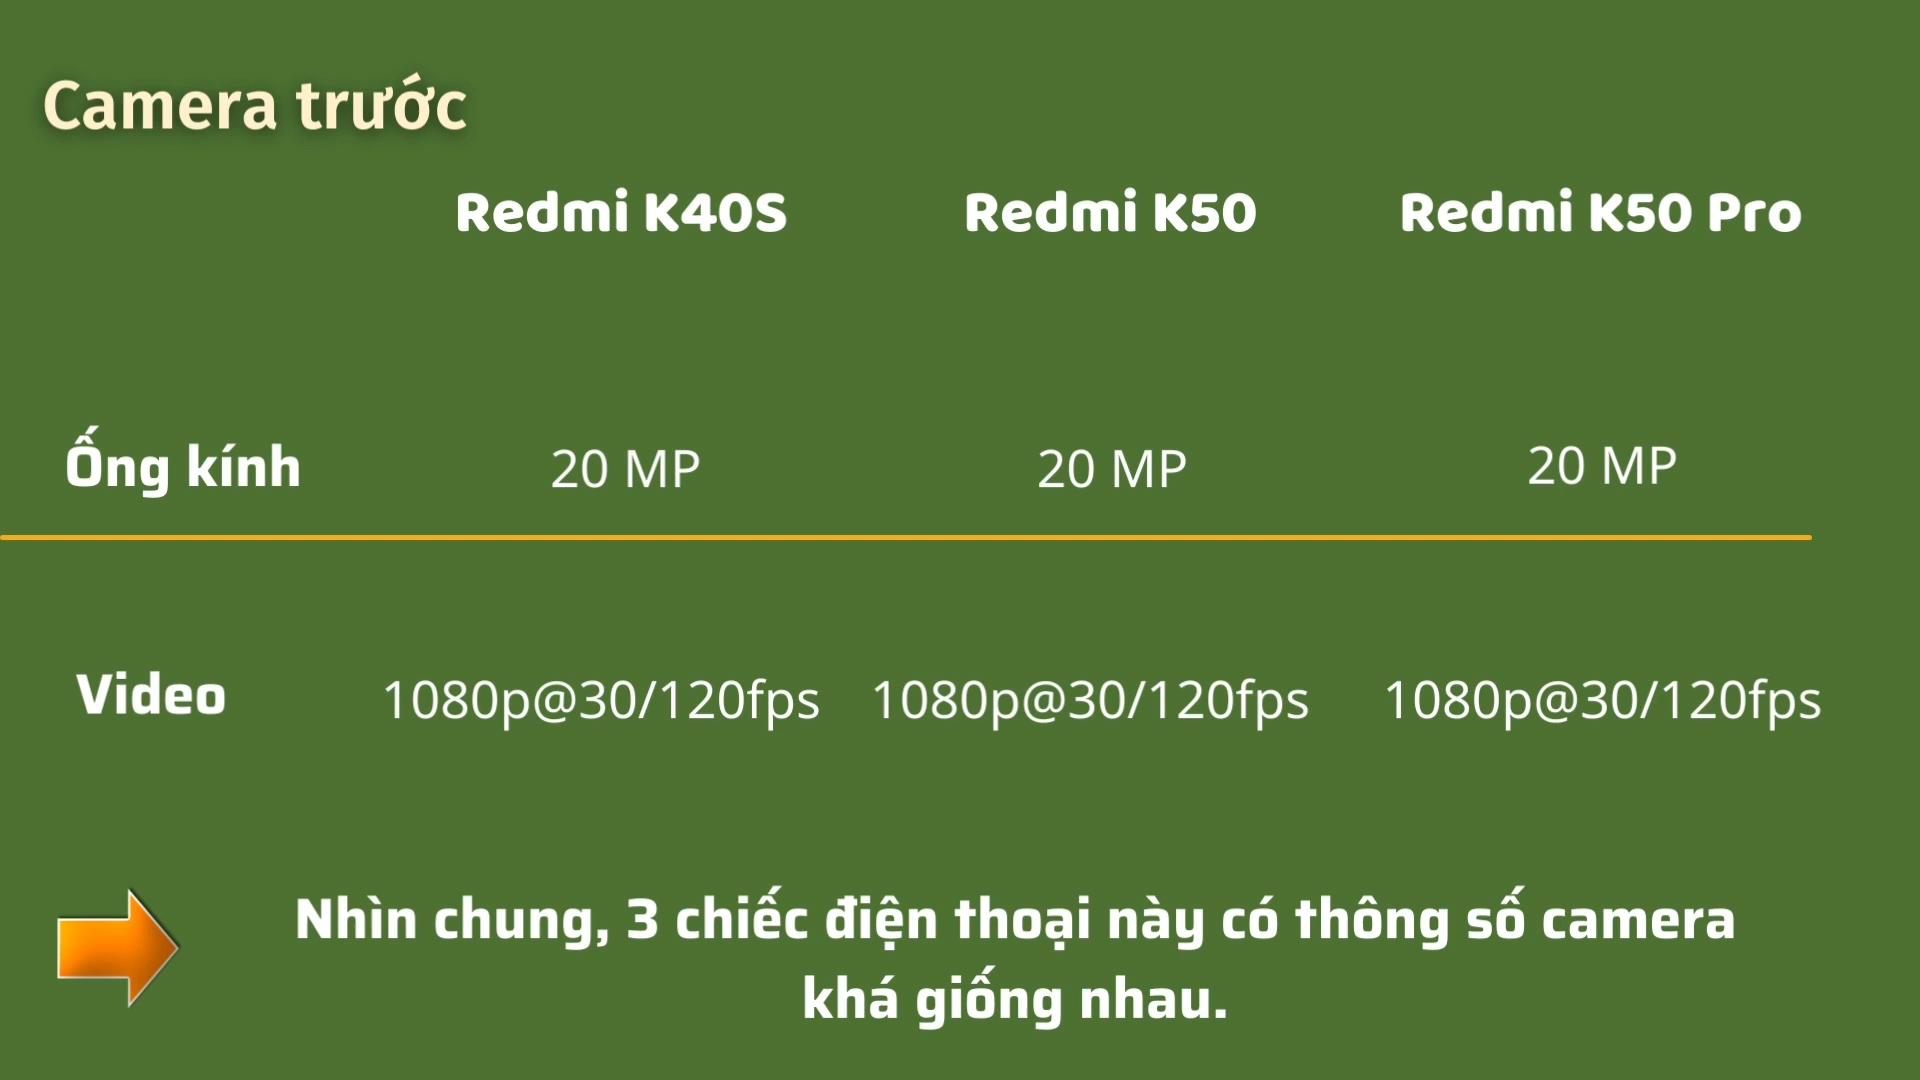 Camera trước
Redmi K40S Redmi K50 Redmi K50 Pro
Ống kính 20 MP 20 MP 20 MP
Video 1080p@30/120fps 1080p@30/120fps 1080p@30/120fps
Nhìn chung, 3 chiếc điện thoại này có thông số camera
khá giống nhau.